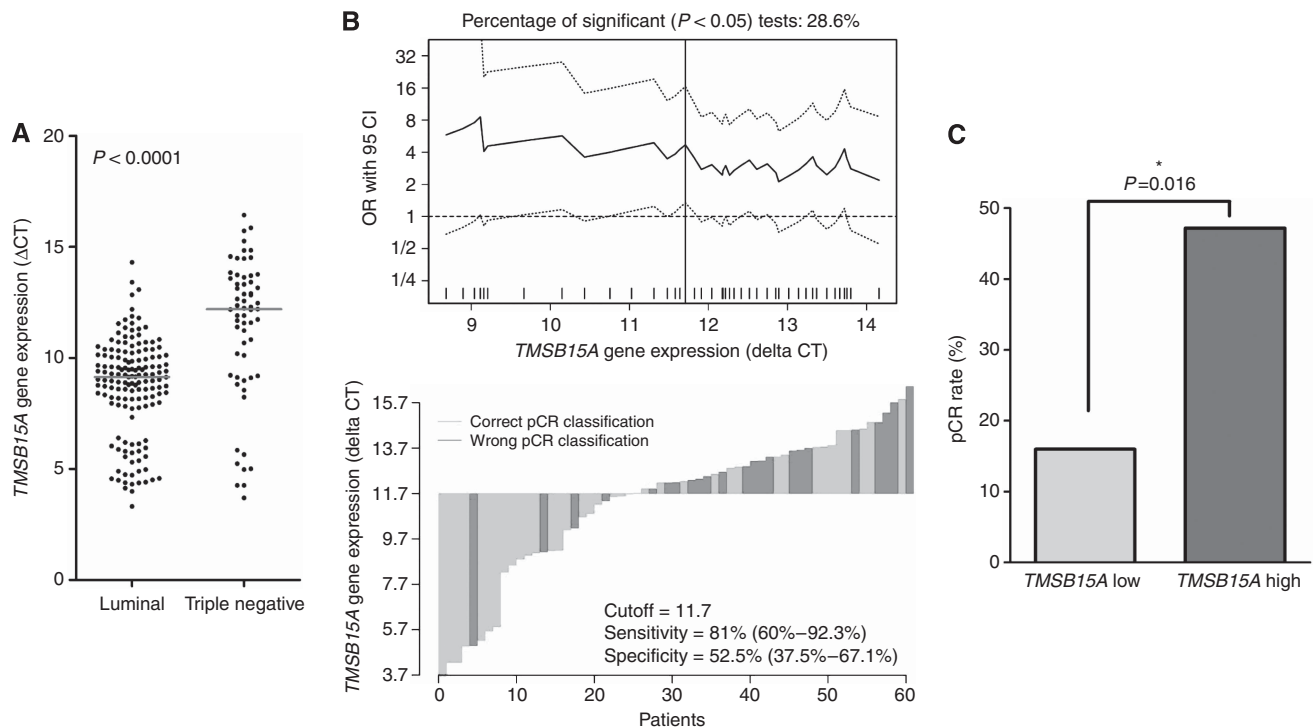 A
20
15
10
5
0
P < 0.0001
TMSB15A gene expression (ΔCT)
Luminal
Triple negative
B
Percentage of significant (P < 0.05) tests: 28.6%
OR with 95 CI
32
16
8
4
2
1
1/2
1/4
9
10
11
12
13
14
TMSB15A gene expression (delta CT)
TMSB15A gene expression (delta CT)
15.7
13.7
11.7
9.7
7.7
5.7
3.7
Correct pCR classification
Wrong pCR classification
Cutoff = 11.7
Sensitivity = 81% (60%–92.3%)
Specificity = 52.5% (37.5%–67.1%)
0
10
20
30
40
50
60
Patients
C
*
P=0.016
pCR rate (%)
50
40
30
20
10
0
TMSB15A low
TMSB15A high